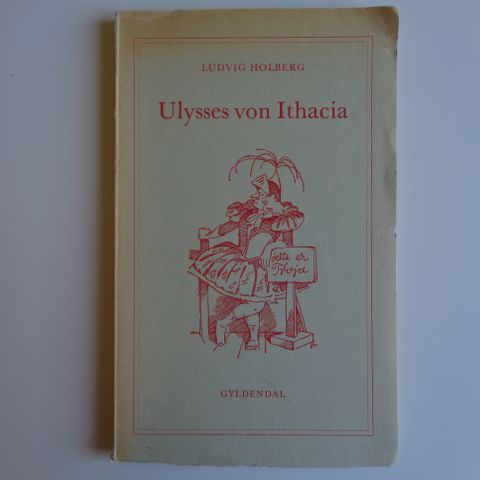 LUDVIG HOLBERG
Ulysses von Ithacia
dette er
Troja
GYLDENDAL